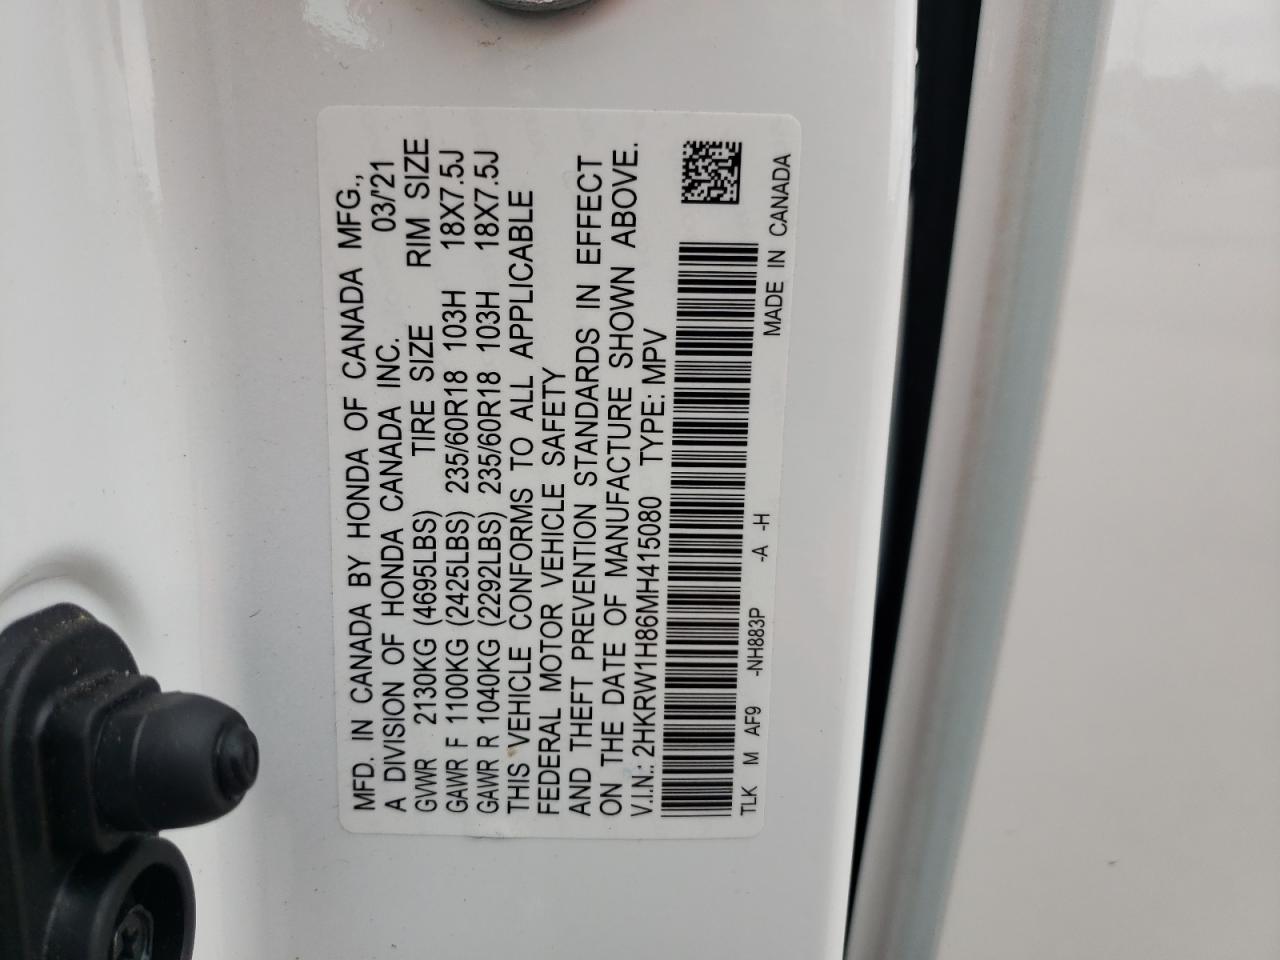 MFD. IN CANADA BY HONDA OF CANADA MFG.,
A DIVISION OF HONDA CANADA INC. 03/'21
GVWR 2130KG (4695LBS) TIRE SIZE RIM SIZE
GAWR F 1100KG (2425LBS) 235/60R18 103H 18X7.5J
GAWR R 1040KG (2292LBS) 235/60R18 103H 18X7.5J
THIS VEHICLE CONFORMS TO ALL APPLICABLE
FEDERAL MOTOR VEHICLE SAFETY
AND THEFT PREVENTION STANDARDS IN EFFECT
ON THE DATE OF MANUFACTURE SHOWN ABOVE.
V.I.N.: 2HKRW1H86MH415080 TYPE: MPV
TLK M AF9 -NH883P -A -H MADE IN CANADA